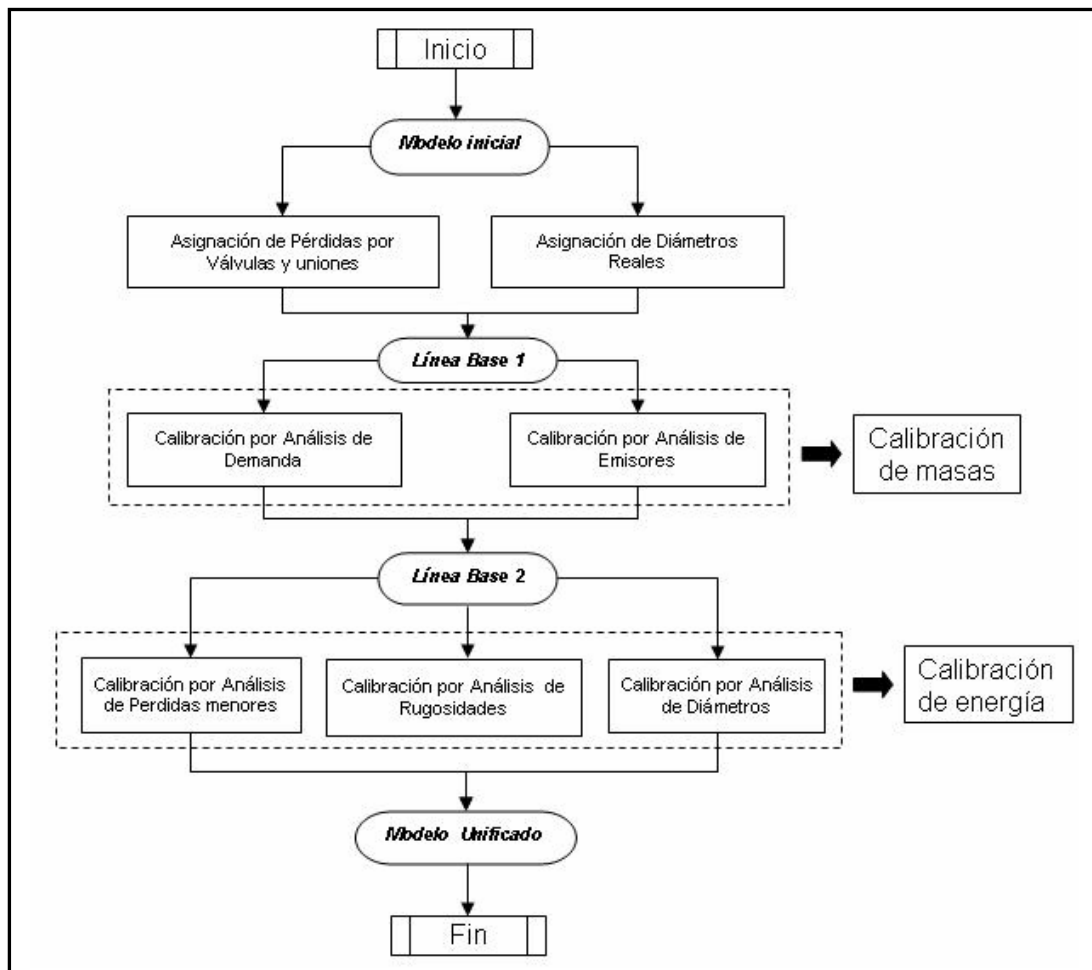 Inicio
Modelo inicial
Asignación de Pérdidas por
Válvulas y uniones
Asignación de Diámetros
Reales
Línea Base 1
Calibración por Análisis de
Demanda
Calibración por Análisis de
Emisores
Calibración
de masas
Línea Base 2
Calibración por Análisis
de Perdidas menores
Calibración por Análisis de
Rugosidades
Calibración por Análisis
de Diámetros
Calibración
de energía
Modelo Unificado
Fin